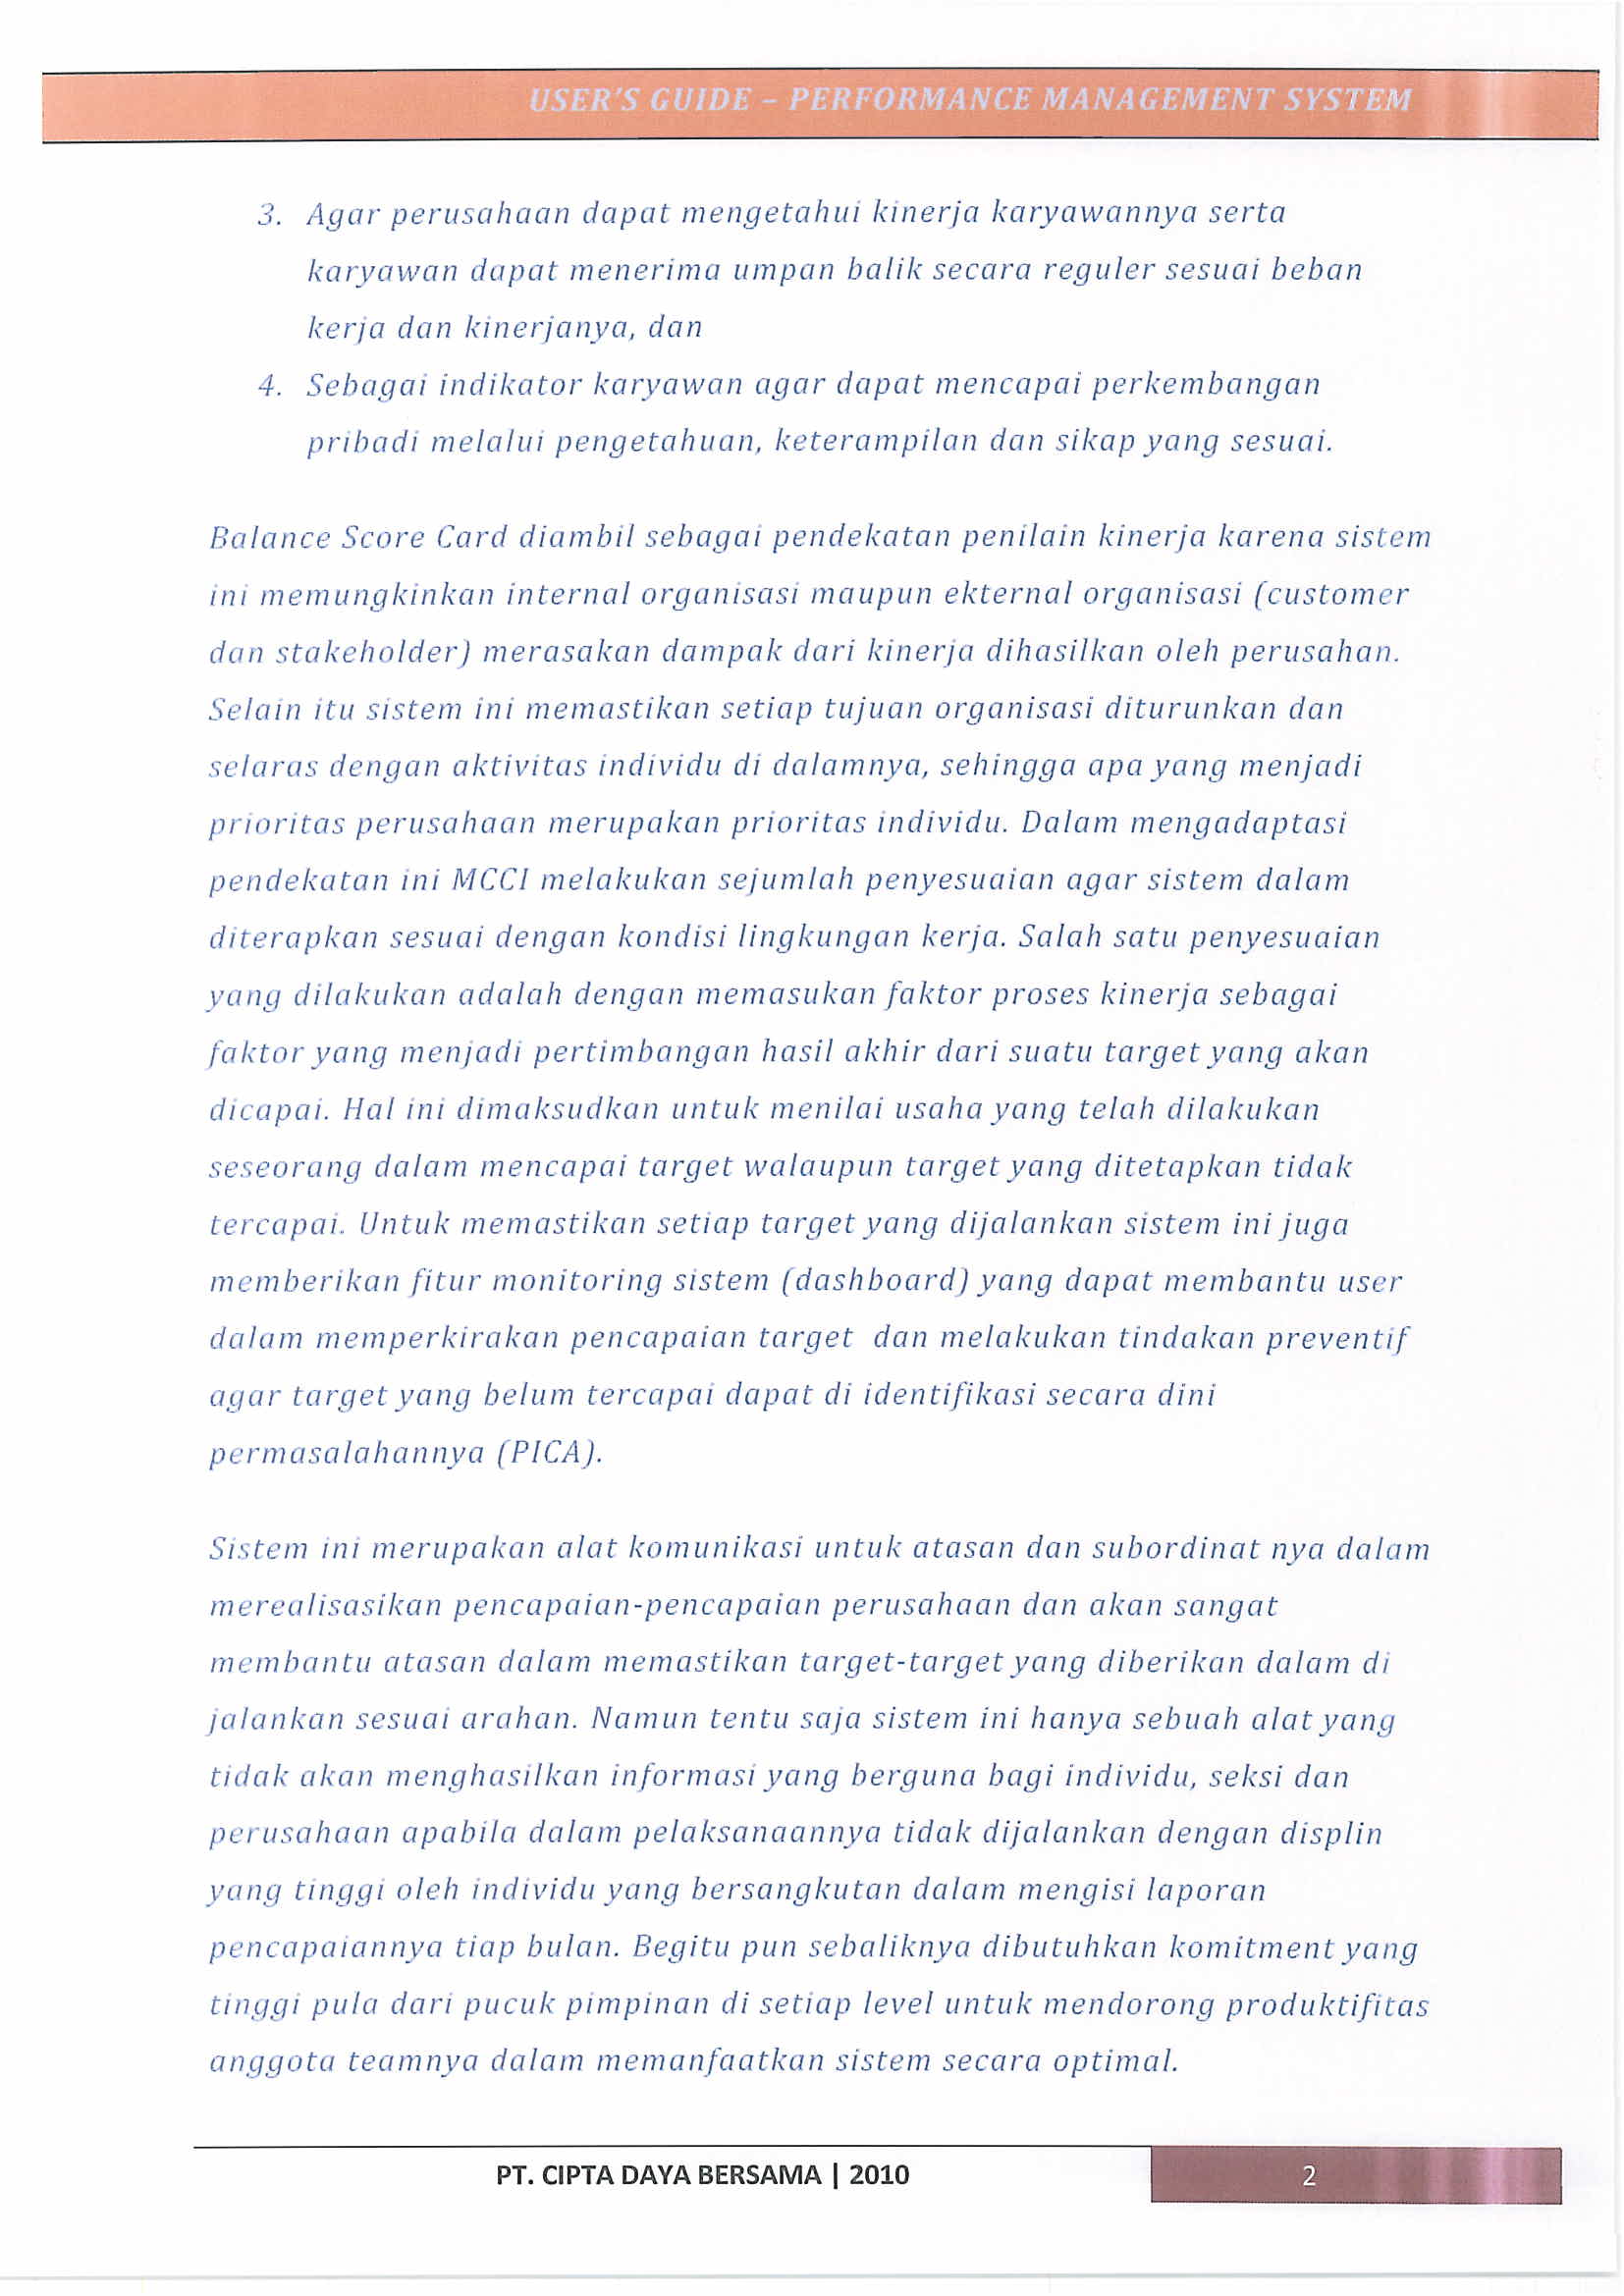 USER'S GUIDE – PERFORMANCE MANAGEMENT SYSTEM
3. Agar perusahaan dapat mengetahui kinerja karyawannya serta
karyawan dapat menerima umpan balik secara reguler sesuai beban
kerja dan kinerjanya, dan
4. Sebagai indikator karyawan agar dapat mencapai perkembangan
pribadi melalui pengetahuan, keterampilan dan sikap yang sesuai.
Balance Score Card diambil sebagai pendekatan penilain kinerja karena sistem
ini memungkinkan internal organisasi maupun ekternal organisasi (customer
dan stakeholder) merasakan dampak dari kinerja dihasilkan oleh perusahan.
Selain itu sistem ini memastikan setiap tujuan organisasi diturunkan dan
selaras dengan aktivitas individu di dalamnya, sehingga apa yang menjadi
prioritas perusahaan merupakan prioritas individu. Dalam mengadaptasi
pendekatan ini MCCI melakukan sejumlah penyesuaian agar sistem dalam
diterapkan sesuai dengan kondisi lingkungan kerja. Salah satu penyesuaian
yang dilakukan adalah dengan memasukan faktor proses kinerja sebagai
faktor yang menjadi pertimbangan hasil akhir dari suatu target yang akan
dicapai. Hal ini dimaksudkan untuk menilai usaha yang telah dilakukan
seseorang dalam mencapai target walaupun target yang ditetapkan tidak
tercapai. Untuk memastikan setiap target yang dijalankan sistem ini juga
memberikan fitur monitoring sistem (dashboard) yang dapat membantu user
dalam memperkirakan pencapaian target dan melakukan tindakan preventif
agar target yang belum tercapai dapat di identifikasi secara dini
permasalahannya (PICA).
Sistem ini merupakan alat komunikasi untuk atasan dan subordinat nya dalam
merealisasikan pencapaian-pencapaian perusahaan dan akan sangat
membantu atasan dalam memastikan target-target yang diberikan dalam di
jalankan sesuai arahan. Namun tentu saja sistem ini hanya sebuah alat yang
tidak akan menghasilkan informasi yang berguna bagi individu, seksi dan
perusahaan apabila dalam pelaksanaannya tidak dijalankan dengan displin
yang tinggi oleh individu yang bersangkutan dalam mengisi laporan
pencapaiannya tiap bulan. Begitu pun sebaliknya dibutuhkan komitment yang
tinggi pula dari pucuk pimpinan di setiap level untuk mendorong produktifitas
anggota teamnya dalam memanfaatkan sistem secara optimal.
PT. CIPTA DAYA BERSAMA | 2010
2